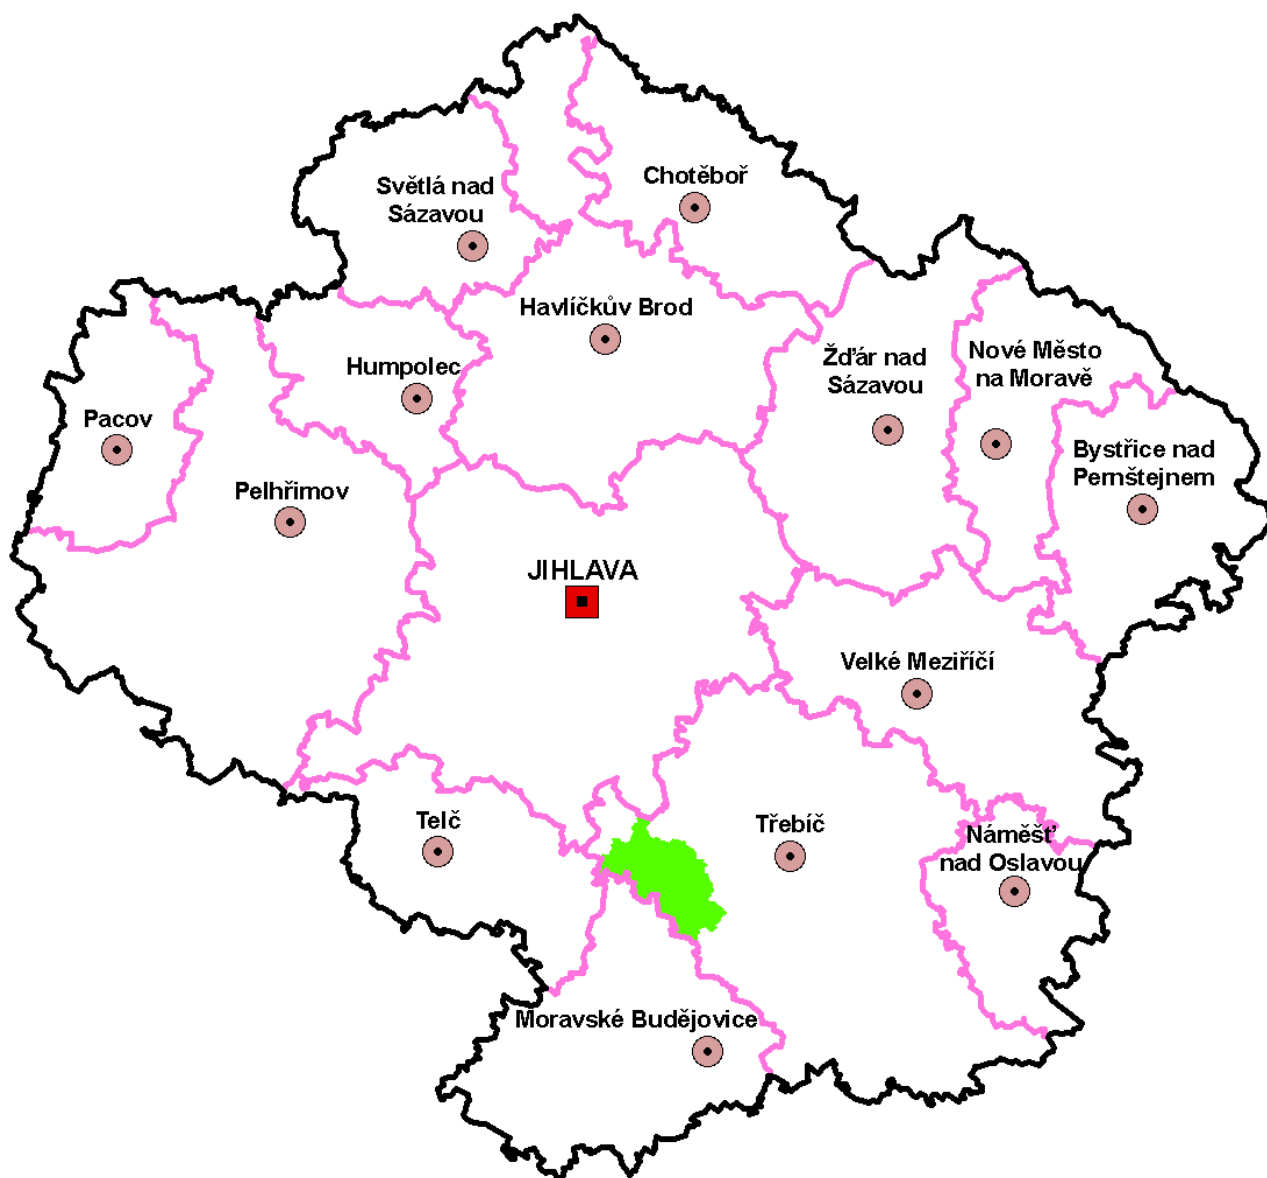 Chotěboř
Světlá nad
Sázavou
Havlíčkův Brod
Humpolec
Žďár nad
Sázavou
Nové Město
na Moravě
Pacov
Bystřice nad
Pernštejnem
Pelhřimov
JIHLAVA
Velké Meziříčí
Telč
Třebíč
Náměšť
nad Oslavou
Moravské Budějovice